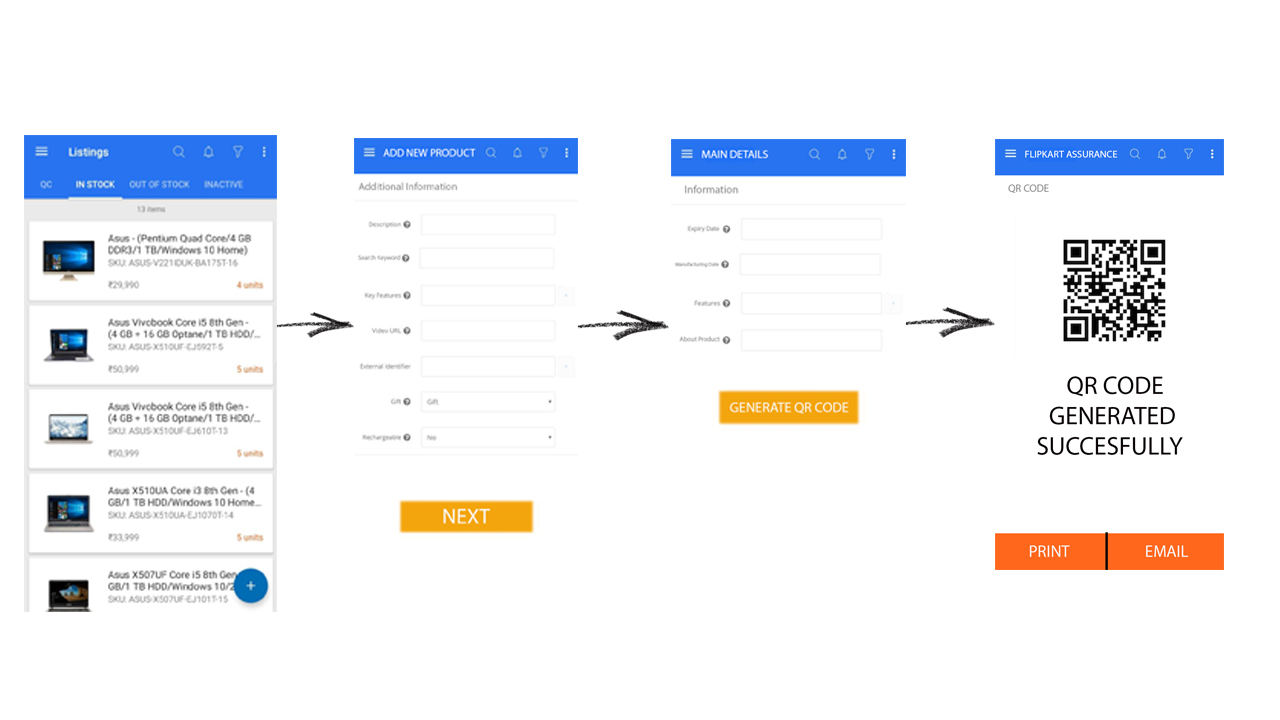 Listings
QC IN STOCK OUT OF STOCK INACTIVE
13 items
Asus - (Pentium Quad Core/4 GB
DDR3/1 TB/Windows 10 Home)
SKU: ASUS-V221IDUK-BA175T-16
₹29,990 4 units
Asus Vivobook Core i5 8th Gen -
(4 GB + 16 GB Optane/1 TB HDD/...
SKU: ASUS-X510UF-EJ592T-5
₹50,999 5 units
Asus Vivobook Core i5 8th Gen -
(4 GB + 16 GB Optane/1 TB HDD/...
SKU: ASUS-X510UF-EJ610T-13
₹50,999 5 units
Asus X510UA Core i3 8th Gen - (4
GB/1 TB HDD/Windows 10 Home...
SKU: ASUS-X510UA-EJ1070T-14
₹33,999 5 units
Asus X507UF Core i5 8th Gen
GB/1 TB HDD/Windows 10/2
SKU: ASUS-X507UF-EJ101T-15
+
ADD NEW PRODUCT
Additional Information
Description
Search Keyword
Key Features
Video URL
External Identifier
Gift Gift
Rechargeable No
NEXT
MAIN DETAILS
Information
Expiry Date
Manufacturing Date
Features
About Product
GENERATE QR CODE
FLIPKART ASSURANCE
QR CODE
QR CODE
GENERATED
SUCCESFULLY
PRINT EMAIL